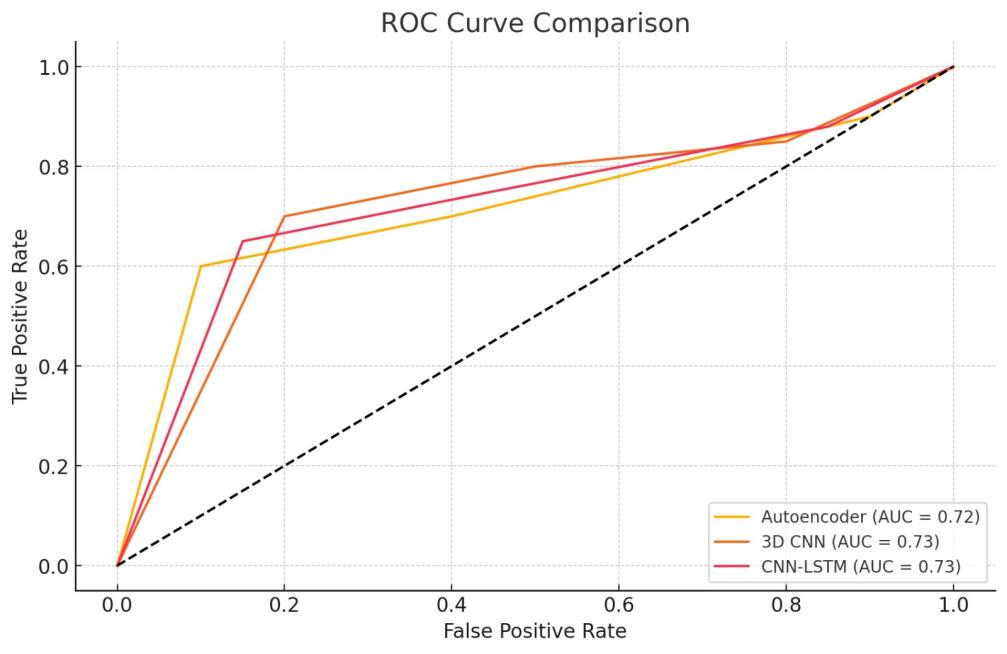 ROC Curve Comparison
True Positive Rate
1.0
0.8
0.6
0.4
0.2
0.0
Autoencoder (AUC = 0.72)
3D CNN (AUC = 0.73)
CNN-LSTM (AUC = 0.73)
0.0 0.2 0.4 0.6 0.8 1.0
False Positive Rate